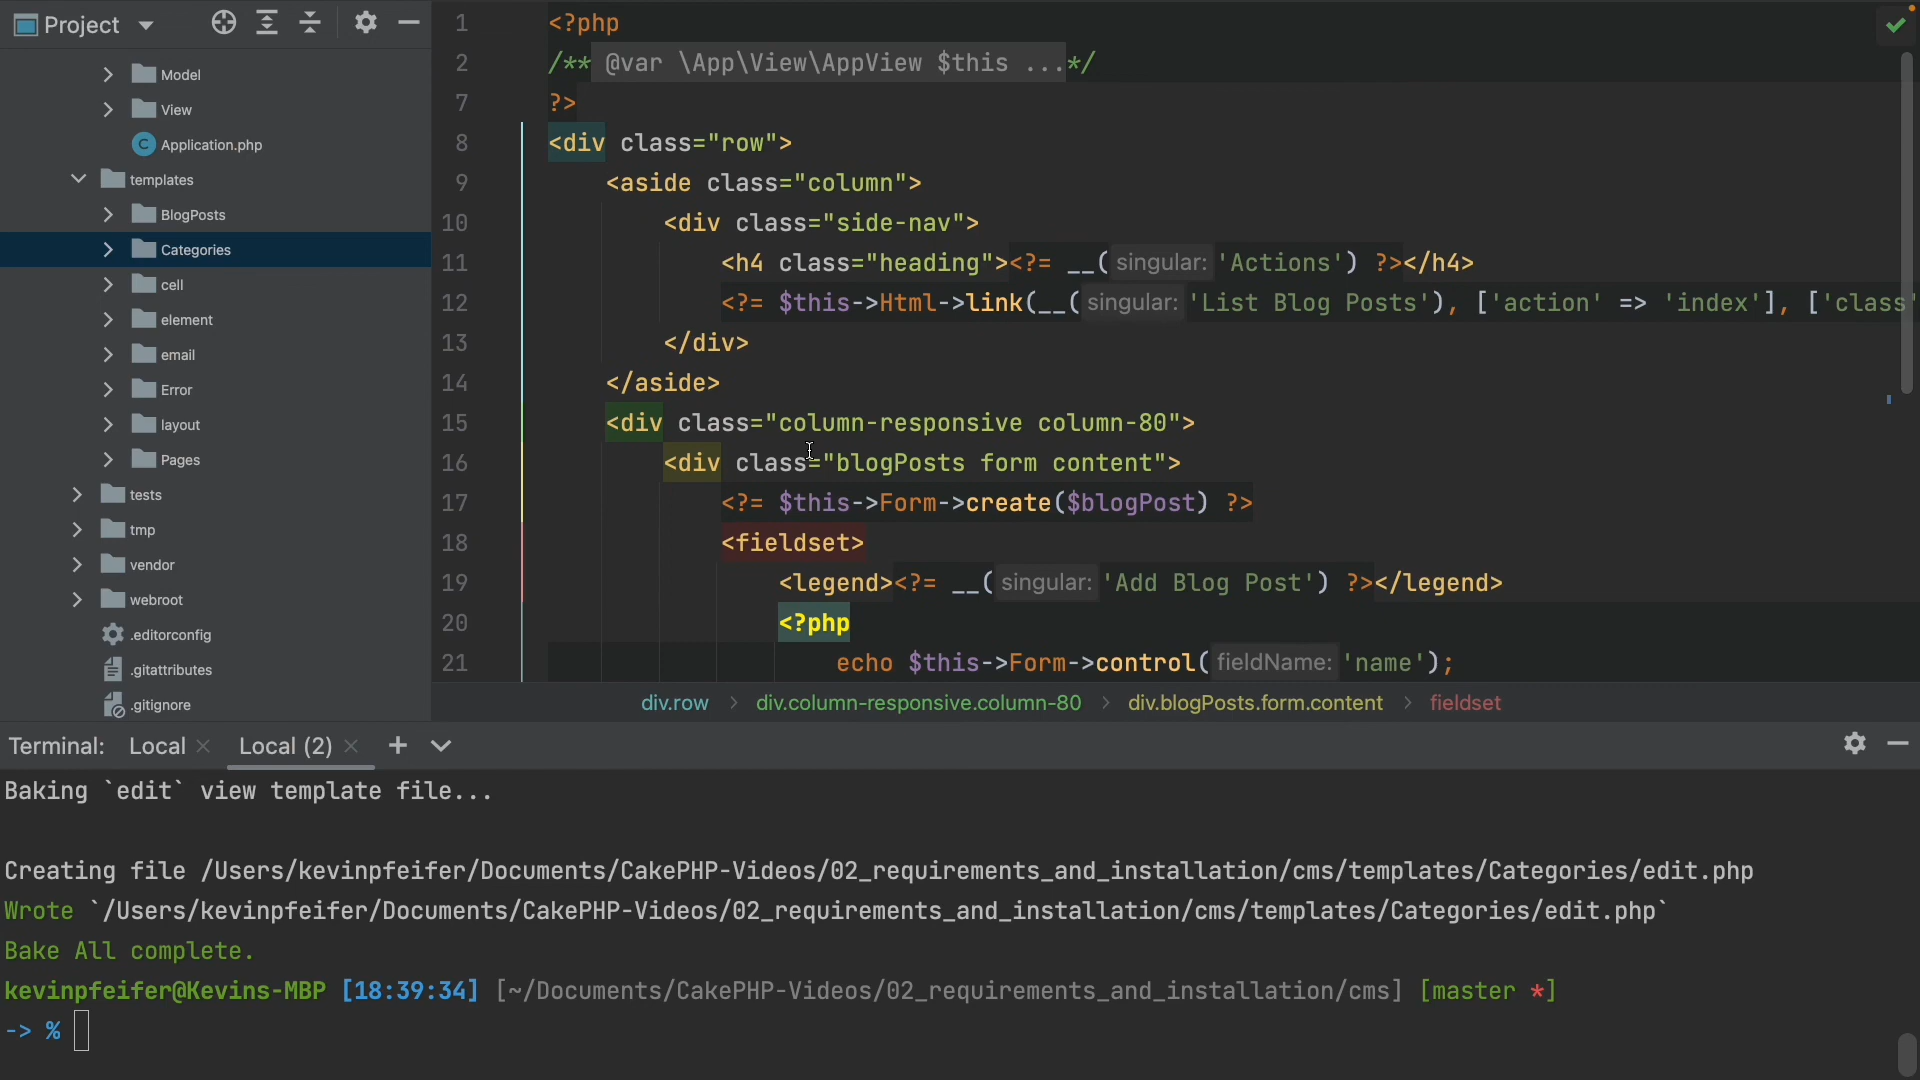 Project
Model
View
C Application.php
templates
BlogPosts
Categories
cell
element
email
Error
layout
Pages
tests
tmp
vendor
webroot
.editorconfig
.gitattributes
.gitignore
1 <?php
2 /** @var \App\View\AppView $this ...*/
7 ?>
8 <div class="row">
9 <aside class="column">
10 <div class="side-nav">
11 <h4 class="heading"><?= __( singular: 'Actions') ?></h4>
12 <?= $this->Html->link(__( singular: 'List Blog Posts'), ['action' => 'index'], ['class'
13 </div>
14 </aside>
15 <div class="column-responsive column-80">
16 <div class="blogPosts form content">
17 <?= $this->Form->create($blogPost) ?>
18 <fieldset>
19 <legend><?= __( singular: 'Add Blog Post') ?></legend>
20 <?php
21 echo $this->Form->control( fieldName: 'name');
div.row > div.column-responsive.column-80 > div.blogPosts.form.content > fieldset
Terminal: Local × Local (2) × +
Baking `edit` view template file...
Creating file /Users/kevinpfeifer/Documents/CakePHP-Videos/02_requirements_and_installation/cms/templates/Categories/edit.php
Wrote `/Users/kevinpfeifer/Documents/CakePHP-Videos/02_requirements_and_installation/cms/templates/Categories/edit.php`
Bake All complete.
kevinpfeifer@Kevins-MBP [18:39:34] [~/Documents/CakePHP-Videos/02_requirements_and_installation/cms] [master *]
-> %